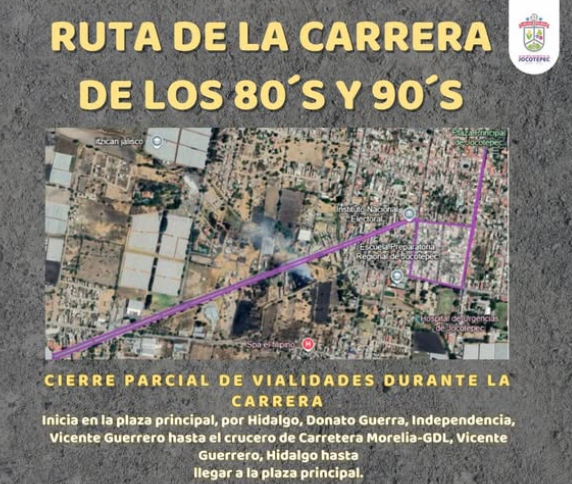 RUTA DE LA CARRERA
DE LOS 80´S Y 90´S
JOCOTEPEC
itzican jalisco
Plaza Principal
de Jocotepec
Instituto Nacional
Electoral
Escuela Preparatoria
Regional de Jocotepec
Hospital de Urgencias
de Jocotepec
Spa el filipino
H
CIERRE PARCIAL DE VIALIDADES DURANTE LA
CARRERA
Inicia en la plaza principal, por Hidalgo, Donato Guerra, Independencia,
Vicente Guerrero hasta el crucero de Carretera Morelia-GDL, Vicente
Guerrero, Hidalgo hasta
llegar a la plaza principal.